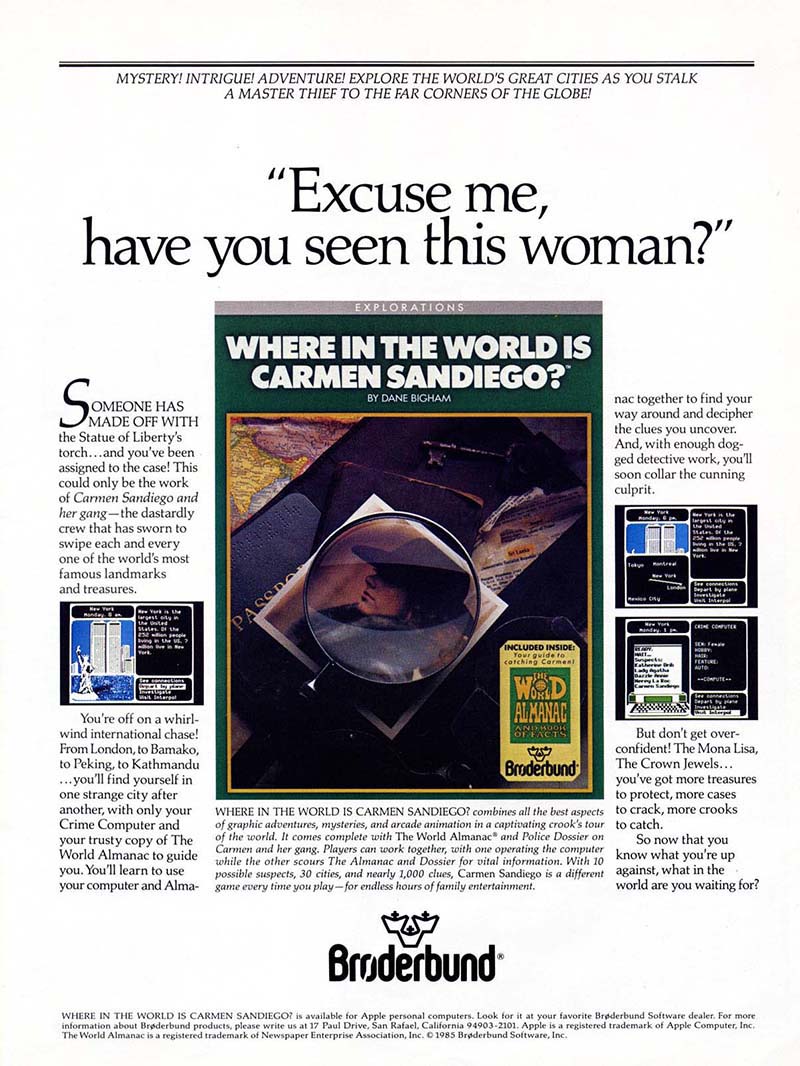 MYSTERY! INTRIGUE! ADVENTURE! EXPLORE THE WORLD'S GREAT CITIES AS YOU STALK
A MASTER THIEF TO THE FAR CORNERS OF THE GLOBE!
“Excuse me,
have you seen this woman?”
SOMEONE HAS
MADE OFF WITH
the Statue of Liberty's
torch...and you've been
assigned to the case! This
could only be the work
of Carmen Sandiego and
her gang—the dastardly
crew that has sworn to
swipe each and every
one of the world's most
famous landmarks
and treasures.
New York
Monday, 8 am.
New York is the
largest city in
the United
States. Of the
252 million people
living in the US, 7
million live in New
York.
See connections
Depart by plane
Investigate
Visit Interpol
You're off on a whirl-
wind international chase!
From London, to Bamako,
to Peking, to Kathmandu
...you'll find yourself in
one strange city after
another, with only your
Crime Computer and
your trusty copy of The
World Almanac to guide
you. You'll learn to use
your computer and Alma-
EXPLORATIONS
WHERE IN THE WORLD IS
CARMEN SANDIEGO?™
BY DANE BIGHAM
PASSPO
Sri Lanka
INCLUDED INSIDE:
Your guide to
catching Carmen!
THE
WORLD
ALMANAC
AND BOOK
OF FACTS
Brøderbund
WHERE IN THE WORLD IS CARMEN SANDIEGO? combines all the best aspects
of graphic adventures, mysteries, and arcade animation in a captivating crook's tour
of the world. It comes complete with The World Almanac® and Police Dossier on
Carmen and her gang. Players can work together, with one operating the computer
while the other scours The Almanac and Dossier for vital information. With 10
possible suspects, 30 cities, and nearly 1,000 clues, Carmen Sandiego is a different
game every time you play—for endless hours of family entertainment.
nac together to find your
way around and decipher
the clues you uncover.
And, with enough dog-
ged detective work, you'll
soon collar the cunning
culprit.
New York
Monday, 8 pm.
New York is the
largest city in
the United
States. Of the
252 million people
living in the US, 7
million live in New
York.
Tokyo Montreal
New York
London
Mexico City
See connections
Depart by plane
Investigate
Visit Interpol
New York
Monday, 5 pm.
CRIME COMPUTER
READY.
WAIT...
Suspects:
Katherine Drib
Lady Agatha
Dazzle Annie
Nerey La Roc
Carmen Sandiego
SEX: Female
HOBBY:
HAIR:
FEATURE:
AUTO:
--COMPUTE--
See connections
Depart by plane
Investigate
Visit Interpol
But don't get over-
confident! The Mona Lisa,
The Crown Jewels...
you've got more treasures
to protect, more cases
to crack, more crooks
to catch.
So now that you
know what you're up
against, what in the
world are you waiting for?
Brøderbund®
WHERE IN THE WORLD IS CARMEN SANDIEGO? is available for Apple personal computers. Look for it at your favorite Brøderbund Software dealer. For more
information about Brøderbund products, please write us at 17 Paul Drive, San Rafael, California 94903-2101. Apple is a registered trademark of Apple Computer, Inc.
The World Almanac is a registered trademark of Newspaper Enterprise Association, Inc. © 1985 Brøderbund Software, Inc.